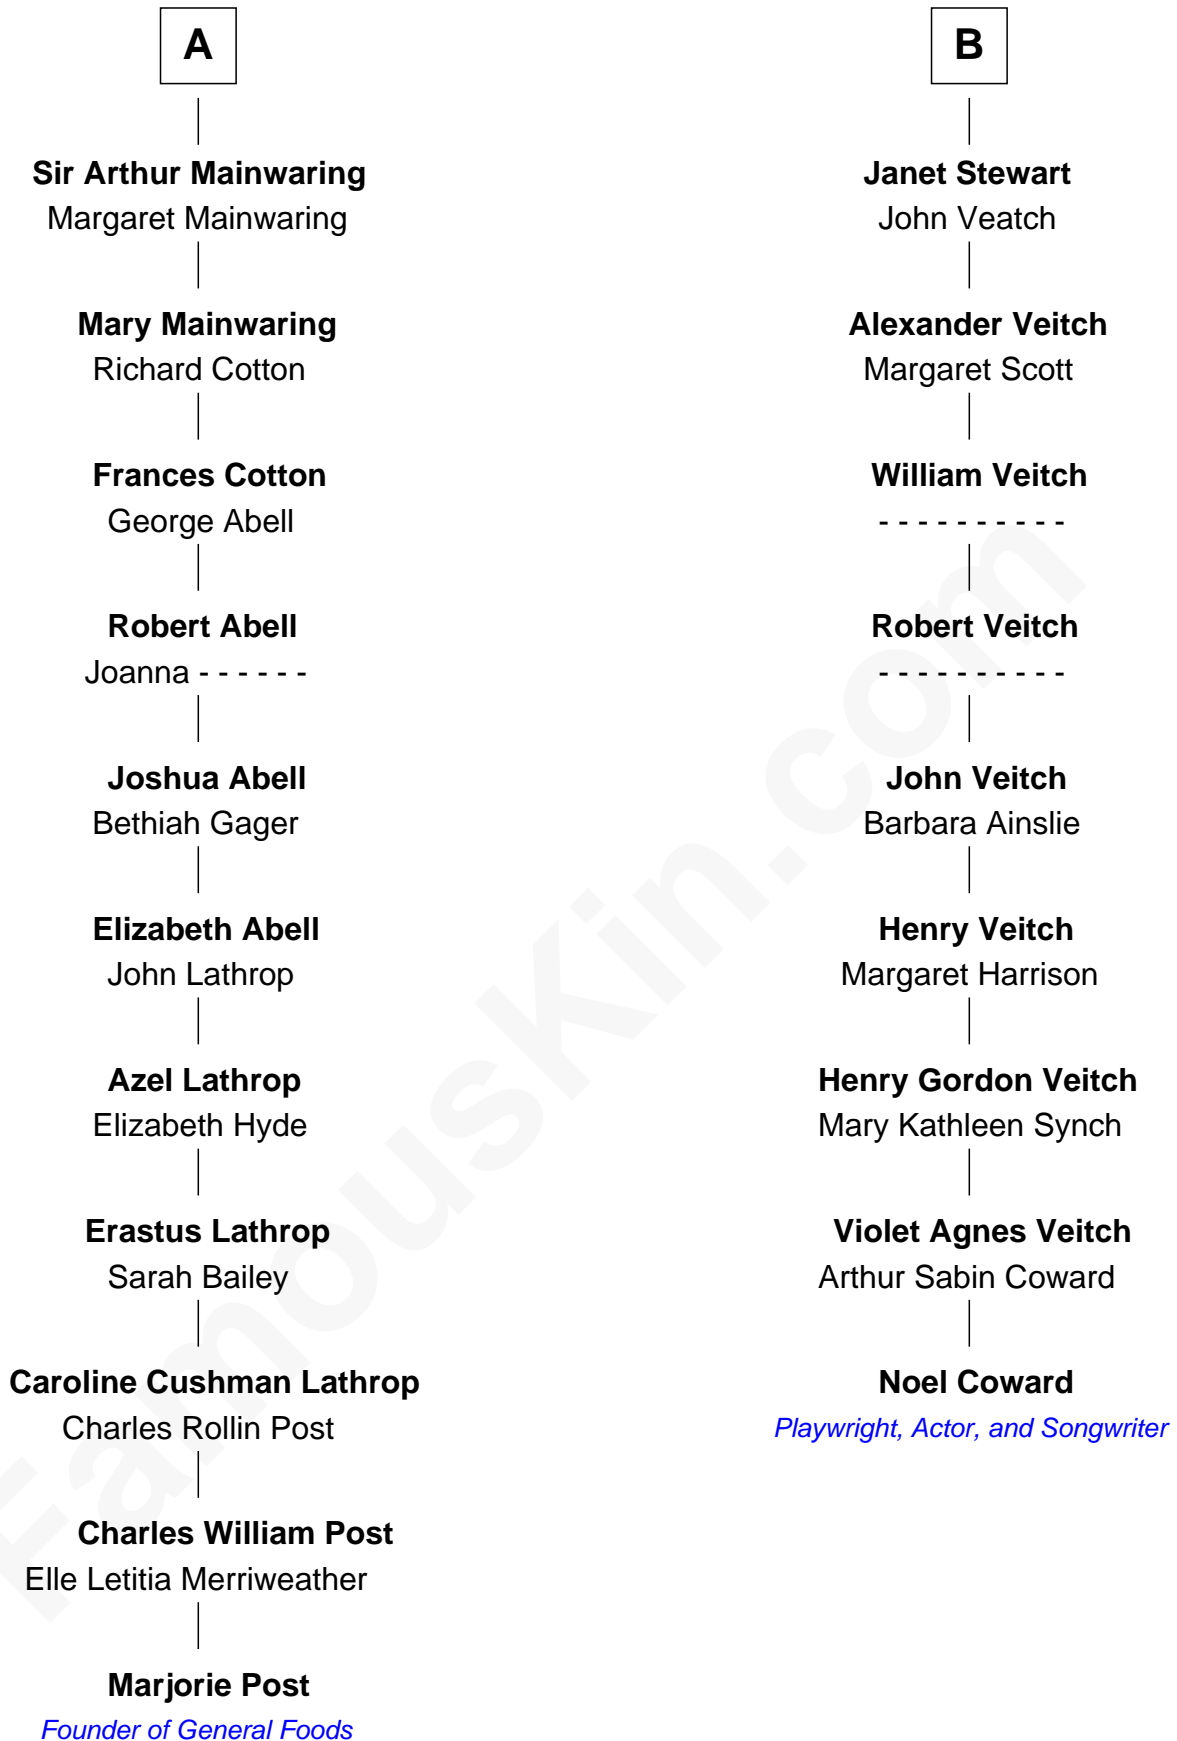 A
Sir Arthur Mainwaring
Margaret Mainwaring
Mary Mainwaring
Richard Cotton
Frances Cotton
George Abell
Robert Abell
Joanna - - - - - -
Joshua Abell
Bethiah Gager
Elizabeth Abell
John Lathrop
Azel Lathrop
Elizabeth Hyde
Erastus Lathrop
Sarah Bailey
Caroline Cushman Lathrop
Charles Rollin Post
Charles William Post
Elle Letitia Merriweather
Marjorie Post
Founder of General Foods
B
Janet Stewart
John Veatch
Alexander Veitch
Margaret Scott
William Veitch
- - - - - - - - - -
Robert Veitch
- - - - - - - - - -
John Veitch
Barbara Ainslie
Henry Veitch
Margaret Harrison
Henry Gordon Veitch
Mary Kathleen Synch
Violet Agnes Veitch
Arthur Sabin Coward
Noel Coward
Playwright, Actor, and Songwriter
FamousKin.com